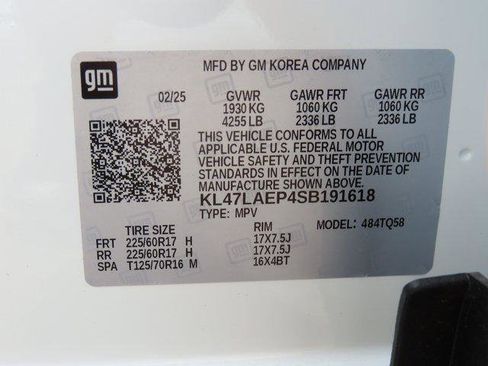 gm
MFD BY GM KOREA COMPANY
02/25 GVWR GAWR FRT GAWR RR
1930 KG 1060 KG 1060 KG
4255 LB 2336 LB 2336 LB
THIS VEHICLE CONFORMS TO ALL
APPLICABLE U.S. FEDERAL MOTOR
VEHICLE SAFETY AND THEFT PREVENTION
STANDARDS IN EFFECT ON THE DATE OF
MANUFACTURE SHOWN ABOVE.
KL47LAEP4SB191618
TYPE: MPV MODEL: 484TQ58
TIRE SIZE RIM
FRT 225/60R17 H 17X7.5J
RR 225/60R17 H 17X7.5J
SPA T125/70R16 M 16X4BT